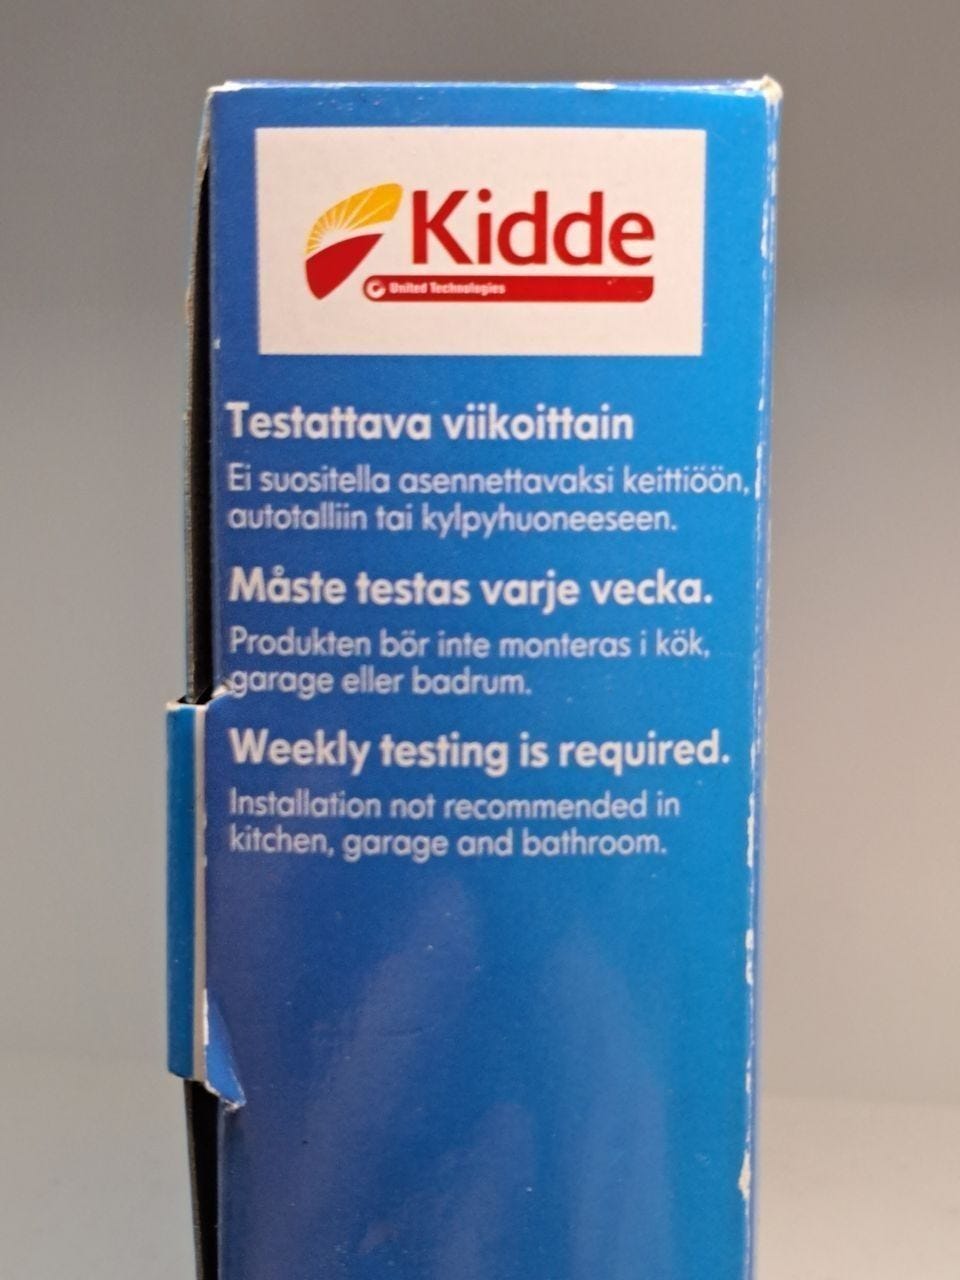 Kidde
United Technologies
Testattava viikoittain
Ei suositella asennettavaksi keittiöön,
autotalliin tai kylpyhuoneeseen.
Måste testas varje vecka.
Produkten bör inte monteras i kök,
garage eller badrum.
Weekly testing is required.
Installation not recommended in
kitchen, garage and bathroom.